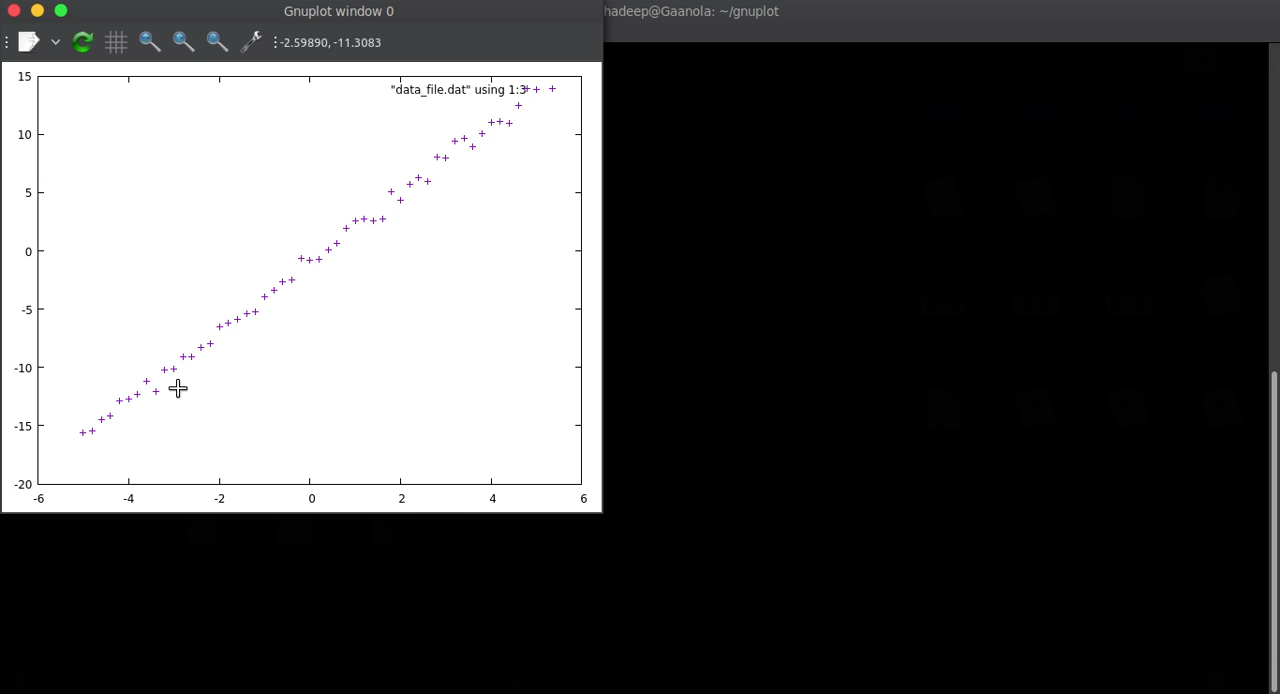 Gnuplot window 0
hadeep@Gaanola: ~/gnuplot
-2.59890, -11.3083
"data_file.dat" using 1:3
15
10
5
0
-5
-10
-15
-20
-6 -4 -2 0 2 4 6